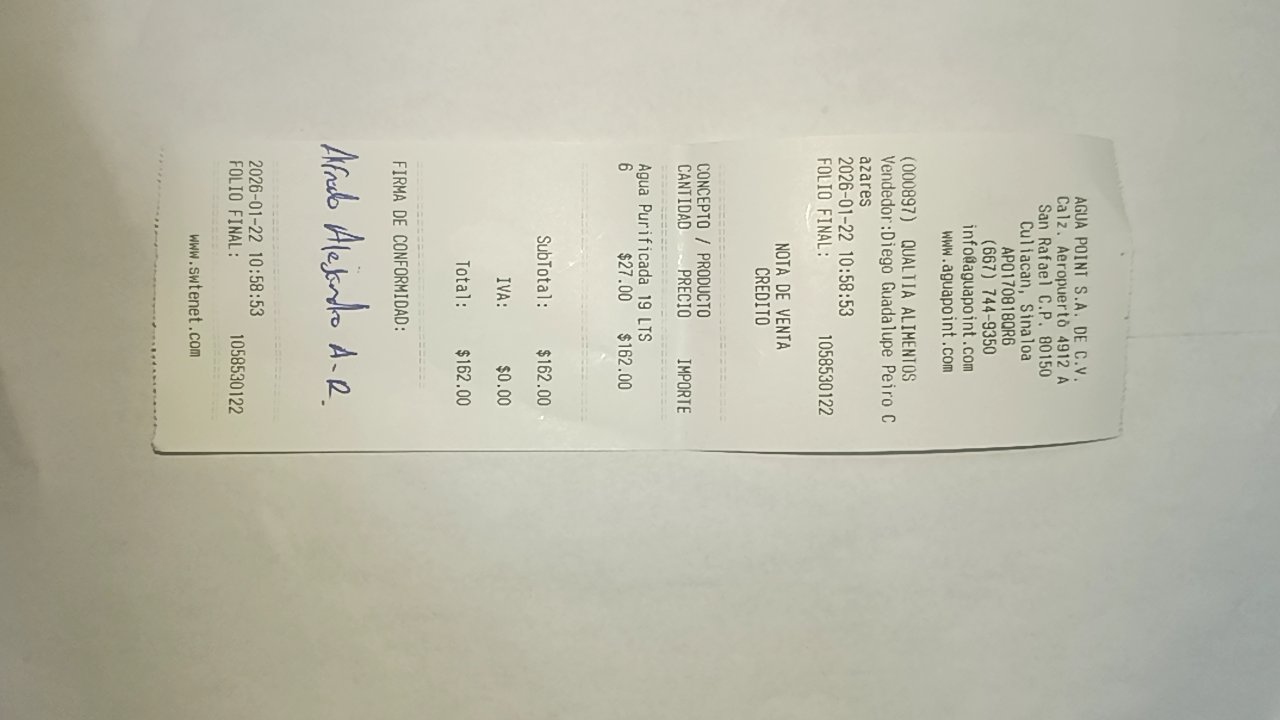 AGUA POINT S.A. DE C.V.
Calz. Aeropuerto 4912 A
San Rafael C.P. 80150
Culiacan, Sinaloa
APO170818QR6
(667) 744-9350
info@aguapoint.com
www.aguapoint.com
(000897) QUALTIA ALIMENTOS
Vendedor:Diego Guadalupe Peiro C
azares
2026-01-22 10:58:53
FOLIO FINAL: 1058530122
NOTA DE VENTA
CREDITO
CONCEPTO / PRODUCTO
CANTIDAD PRECIO IMPORTE
Agua Purificada 19 LTS
6 $27.00 $162.00
SubTotal: $162.00
IVA: $0.00
Total: $162.00
FIRMA DE CONFORMIDAD:
Alejandro A-R.
2026-01-22 10:58:53
FOLIO FINAL: 1058530122
www.swtenet.com